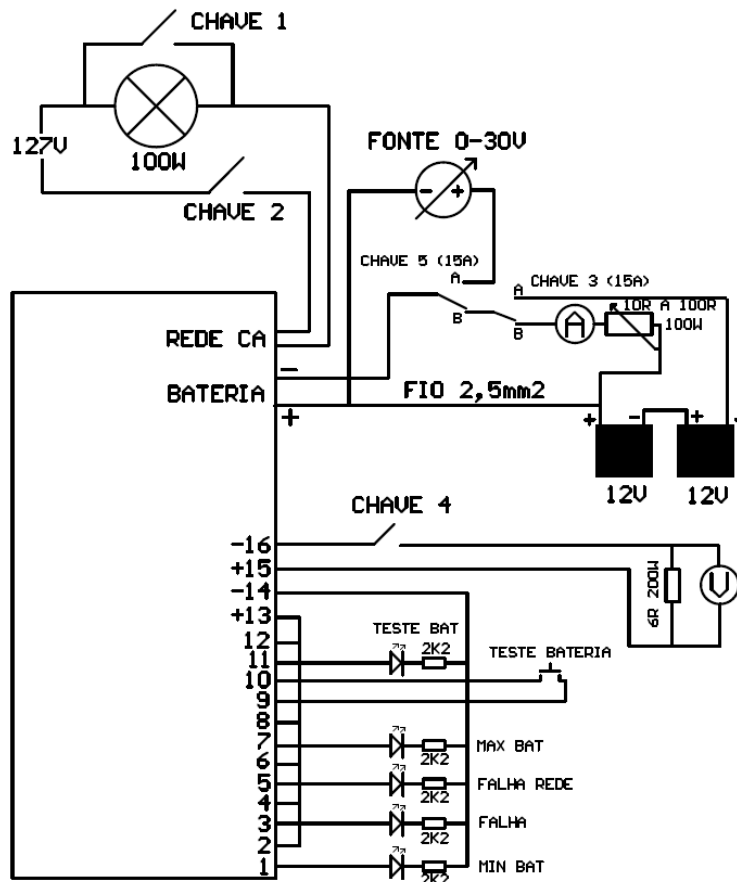 CHAVE 1
127V
100W
CHAVE 2
FONTE 0-30V
- +
CHAVE 5 (15A)
A
B
CHAVE 3 (15A)
A
B
A
10R A 100R
100W
REDE CA
-
BATERIA
+
FIO 2,5mm2
+ - + -
12V 12V
CHAVE 4
-16
+15
-14
+13
12
11
10
9
8
7
6
5
4
3
2
1
6R 200W
V
TESTE BAT
2K2
TESTE BATERIA
MAX BAT
2K2
FALHA REDE
2K2
FALHA
2K2
MIN BAT
2K2